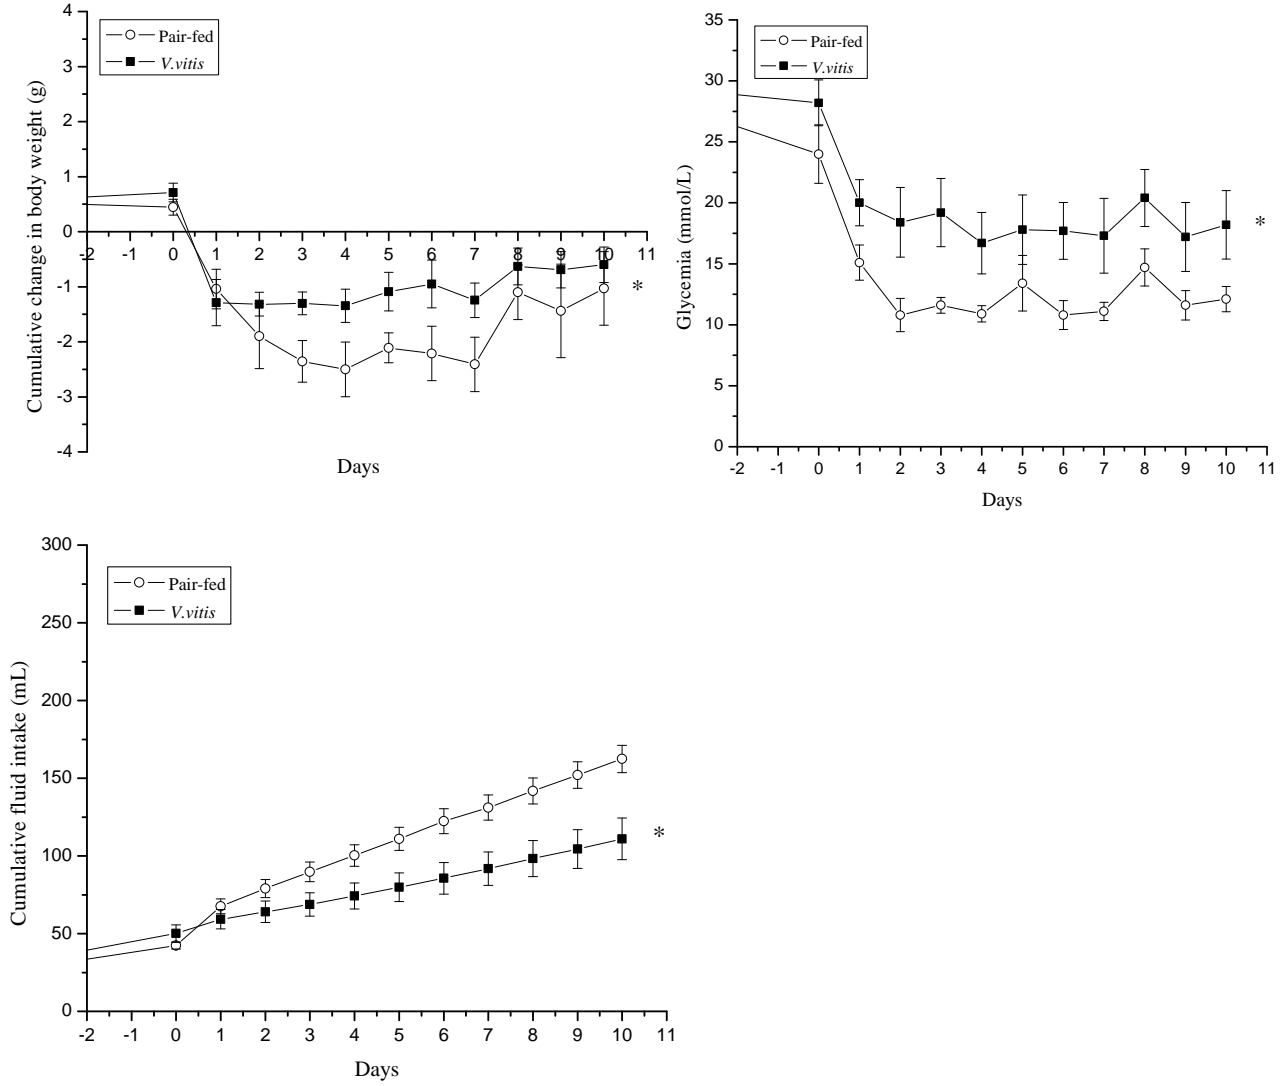 4
3
2
1
0
-1
-2
-3
-4
Cumulative change in body weight (g)
Pair-fed
V.vitis
-2 -1 0 1 2 3 4 5 6 7 8 9 10 11
*
Days
35
30
25
20
15
10
5
0
Glycemia (mmol/L)
Pair-fed
V.vitis
*
-2 -1 0 1 2 3 4 5 6 7 8 9 10 11
Days
300
250
200
150
100
50
0
Cumulative fluid intake (mL)
Pair-fed
V.vitis
*
-2 -1 0 1 2 3 4 5 6 7 8 9 10 11
Days